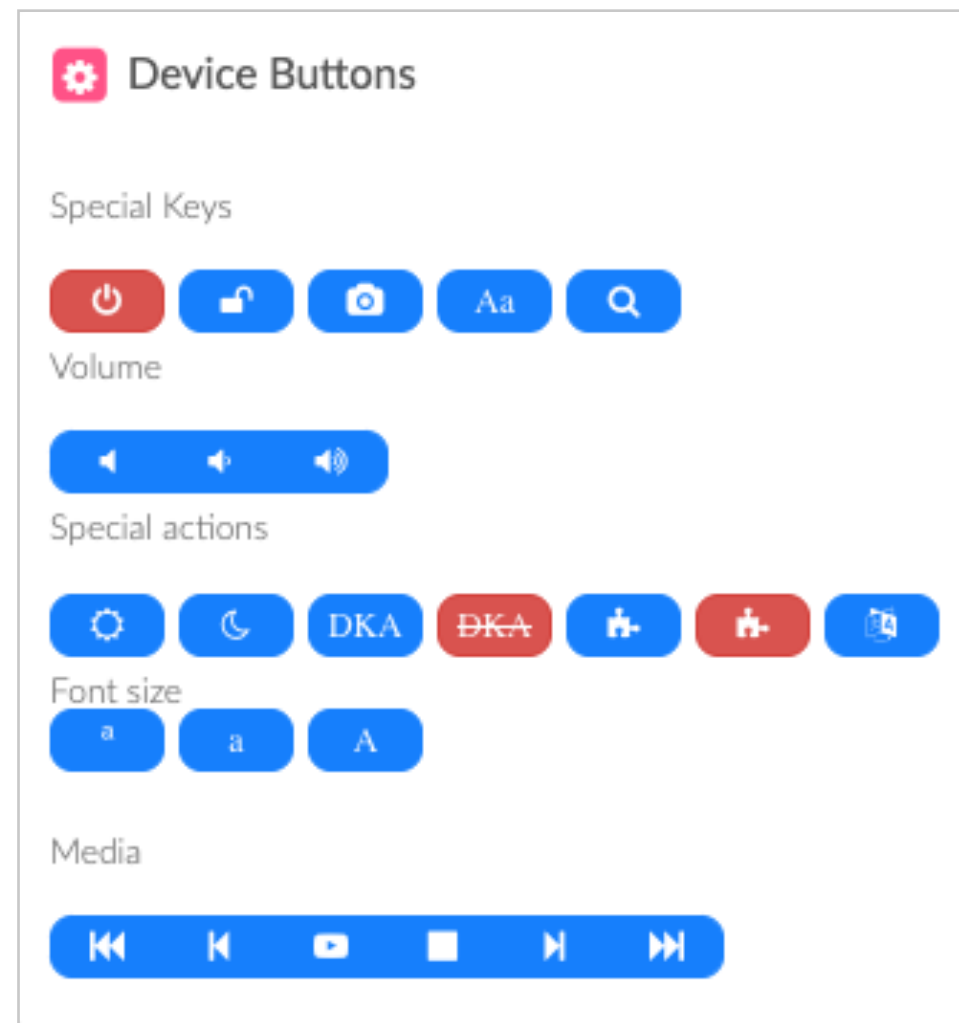 Device Buttons
Special Keys
Aa
Volume
Special actions
DKA DKA
Font size
a a A
Media